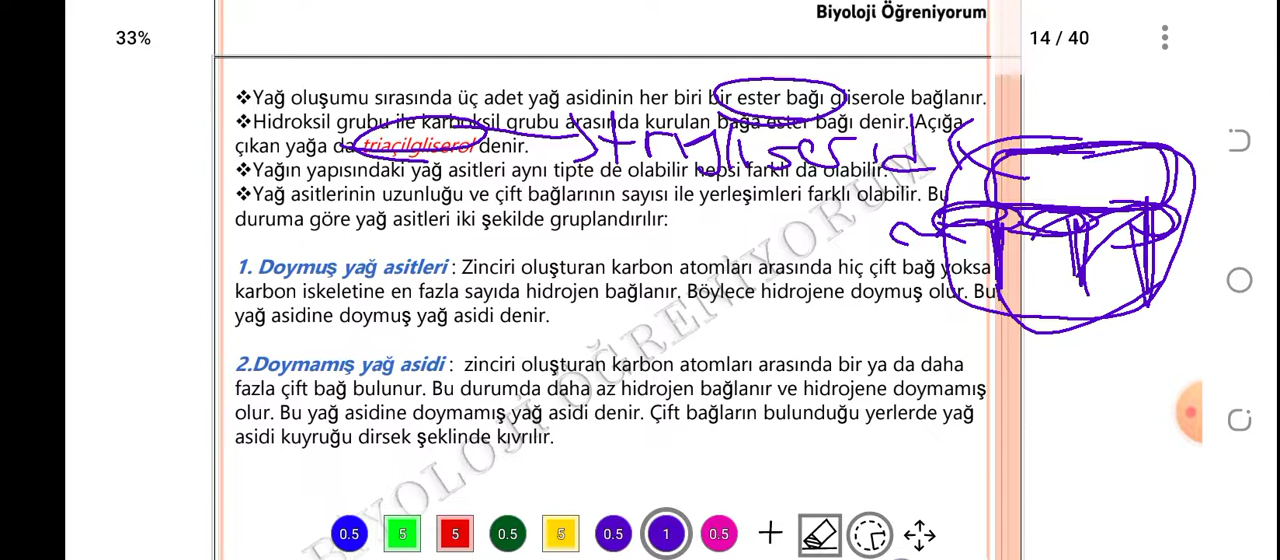 Biyoloji Öğreniyorum
33%
14 / 40
❖Yağ oluşumu sırasında üç adet yağ asidinin her biri bir ester bağı gliserole bağlanır.
❖Hidroksil grubu ile karboksil grubu arasında kurulan bağa ester bağı denir. Açığa
çıkan yağa da triaçilgliserol denir.
trigliserid
❖Yağın yapısındaki yağ asitleri aynı tipte de olabilir hepsi farklı da olabilir.
❖Yağ asitlerinin uzunluğu ve çift bağlarının sayısı ile yerleşimleri farklı olabilir. Bu
duruma göre yağ asitleri iki şekilde gruplandırılır:
1. Doymuş yağ asitleri : Zinciri oluşturan karbon atomları arasında hiç çift bağ yoksa
karbon iskeletine en fazla sayıda hidrojen bağlanır. Böylece hidrojene doymuş olur. Bu
yağ asidine doymuş yağ asidi denir.
2.Doymamış yağ asidi : zinciri oluşturan karbon atomları arasında bir ya da daha
fazla çift bağ bulunur. Bu durumda daha az hidrojen bağlanır ve hidrojene doymamış
olur. Bu yağ asidine doymamış yağ asidi denir. Çift bağların bulunduğu yerlerde yağ
asidi kuyruğu dirsek şeklinde kıvrılır.
BİYOLOJİ ÖĞRENİYORUM
0.5 5 5 0.5 5 0.5 1 0.5